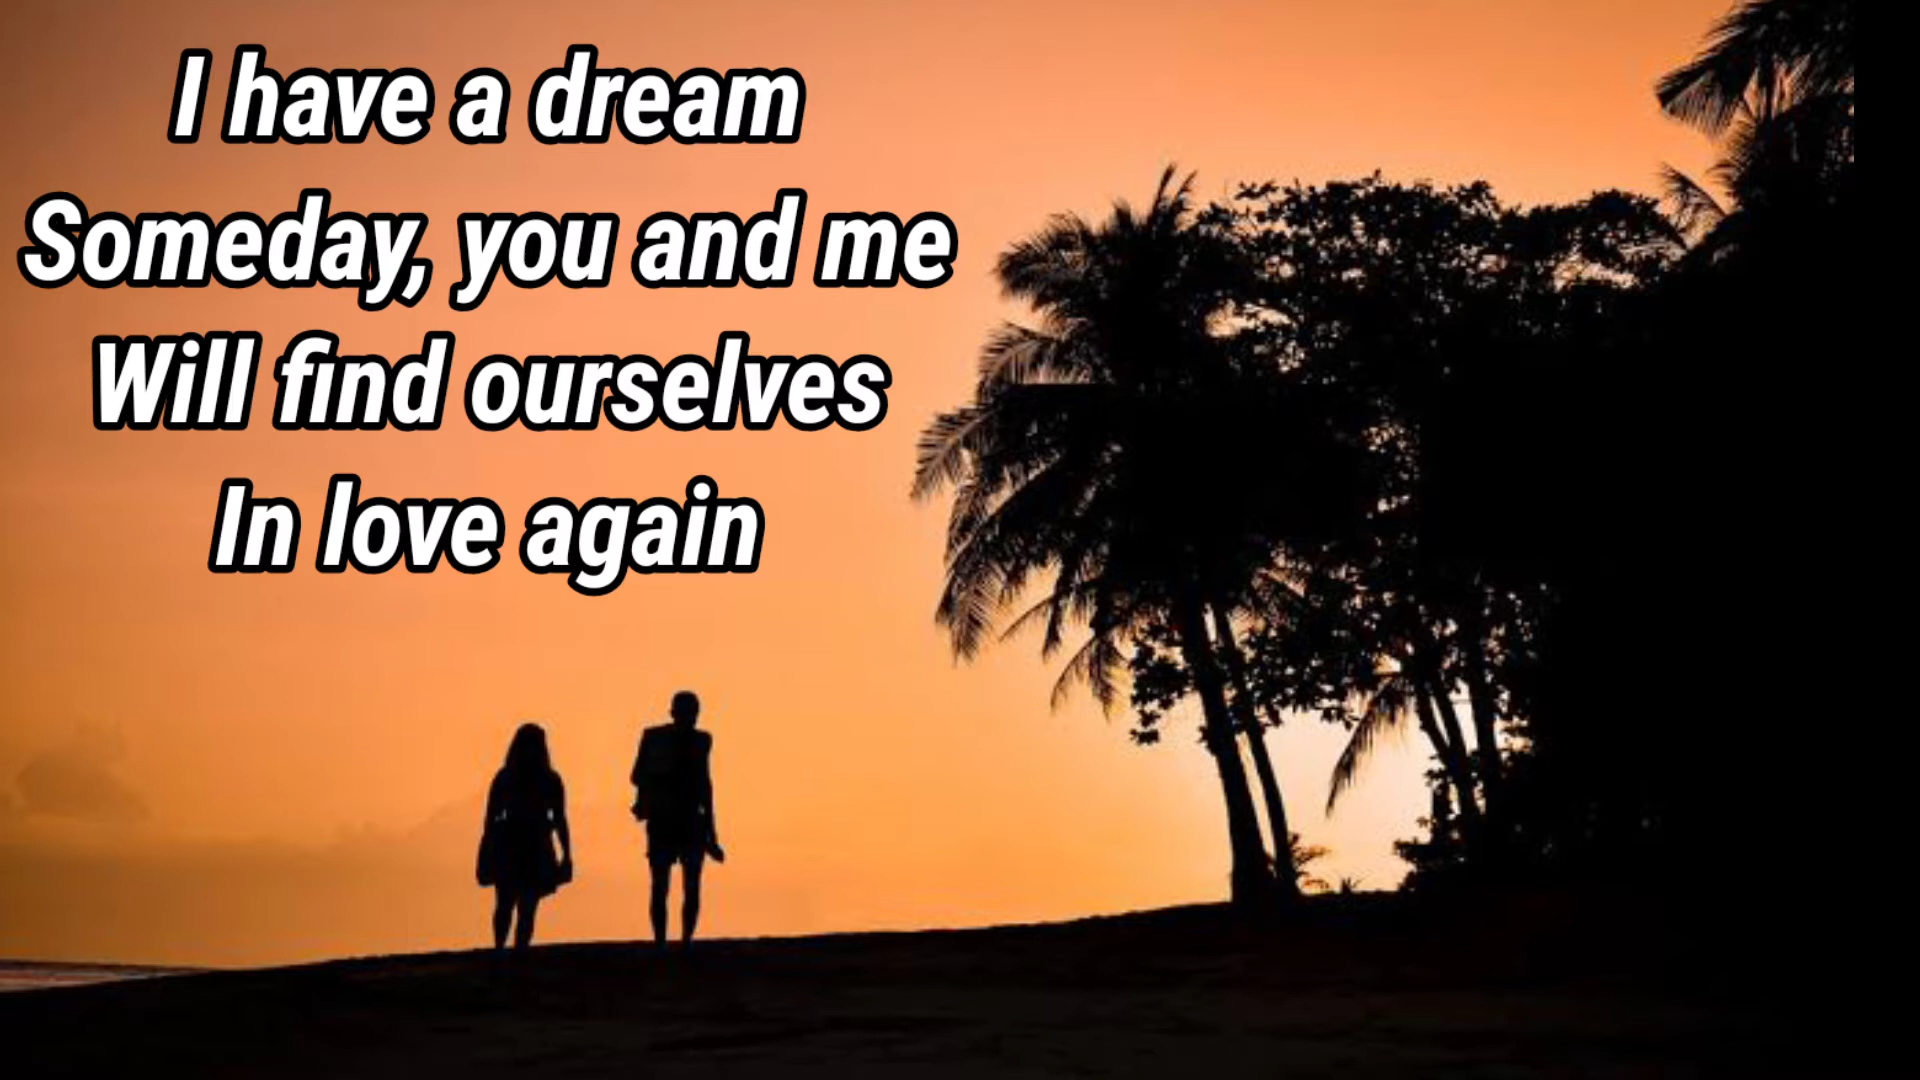 I have a dream
Someday, you and me
Will find ourselves
In love again